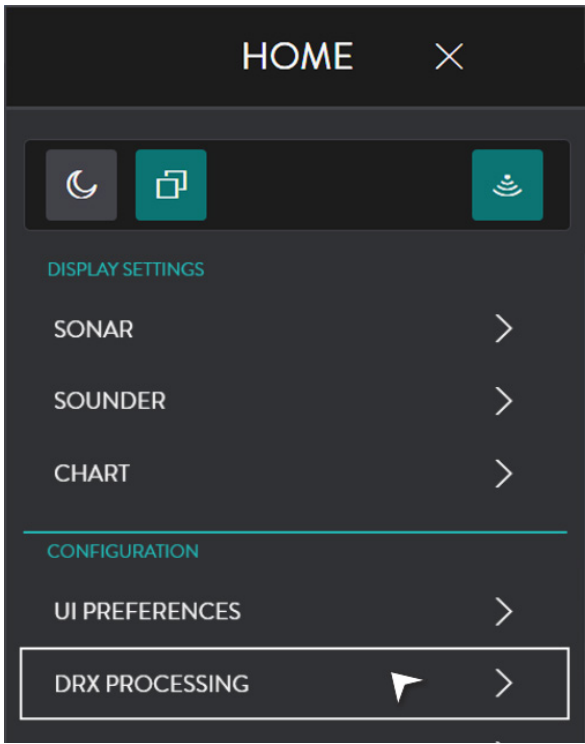 HOME
DISPLAY SETTINGS
SONAR
SOUNDER
CHART
CONFIGURATION
UI PREFERENCES
DRX PROCESSING